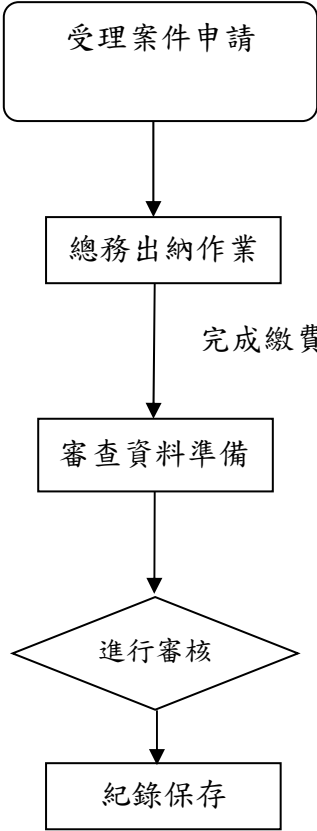 受理案件申請
總務出納作業
完成繳費
審查資料準備
進行審核
紀錄保存